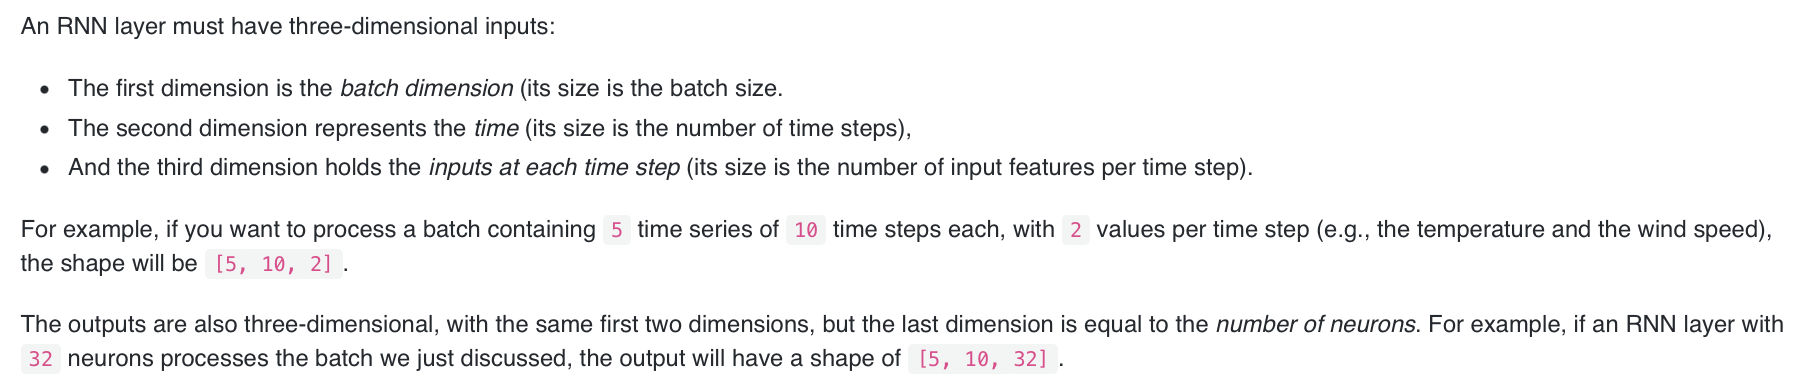 An RNN layer must have three-dimensional inputs:
• The first dimension is the batch dimension (its size is the batch size.
• The second dimension represents the time (its size is the number of time steps),
• And the third dimension holds the inputs at each time step (its size is the number of input features per time step).
For example, if you want to process a batch containing 5 time series of 10 time steps each, with 2 values per time step (e.g., the temperature and the wind speed),
the shape will be [5, 10, 2] .
The outputs are also three-dimensional, with the same first two dimensions, but the last dimension is equal to the number of neurons. For example, if an RNN layer with
32 neurons processes the batch we just discussed, the output will have a shape of [5, 10, 32] .